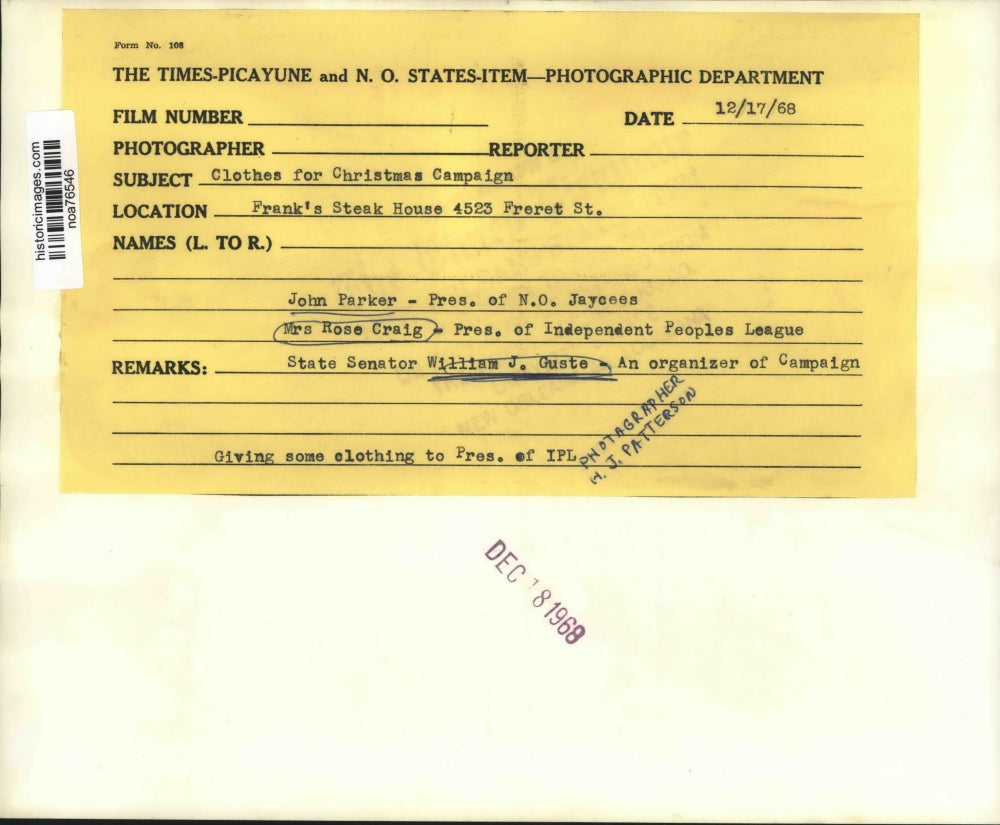 Form No. 108
THE TIMES-PICAYUNE and N. O. STATES-ITEM—PHOTOGRAPHIC DEPARTMENT
FILM NUMBER
DATE 12/17/68
PHOTOGRAPHER REPORTER
SUBJECT Clothes for Christmas Campaign
LOCATION Frank's Steak House 4523 Freret St.
NAMES (L. TO R.)
John Parker - Pres. of N.O. Jaycees
Mrs Rose Craig - Pres. of Independent Peoples League
REMARKS: State Senator William J. Guste - An organizer of Campaign
Giving some clothing to Pres. of IPL
PHOTAGRAPHER
J. PATTERSON
historicimages.com
noa76546
DEC 18 1968